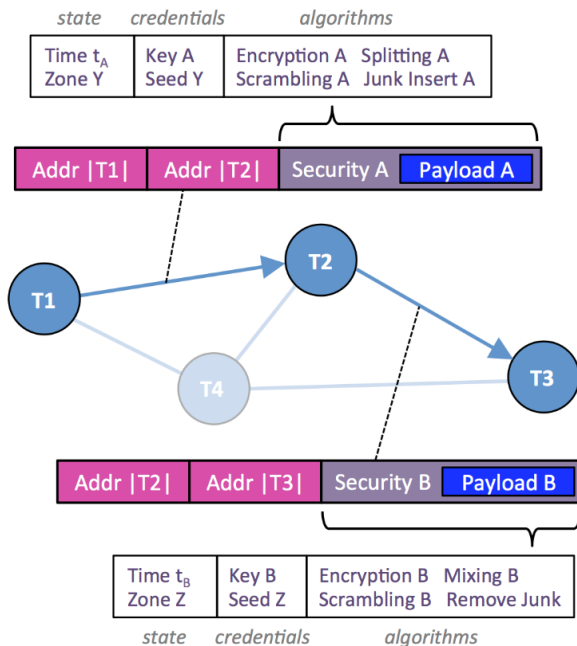 state credentials algorithms
Time tA Key A Encryption A Splitting A
Zone Y Seed Y Scrambling A Junk Insert A
Addr |T1| Addr |T2| Security A Payload A
T2
T1
T3
T4
Addr |T2| Addr |T3| Security B Payload B
Time tB Key B Encryption B Mixing B
Zone Z Seed Z Scrambling B Remove Junk
state credentials algorithms